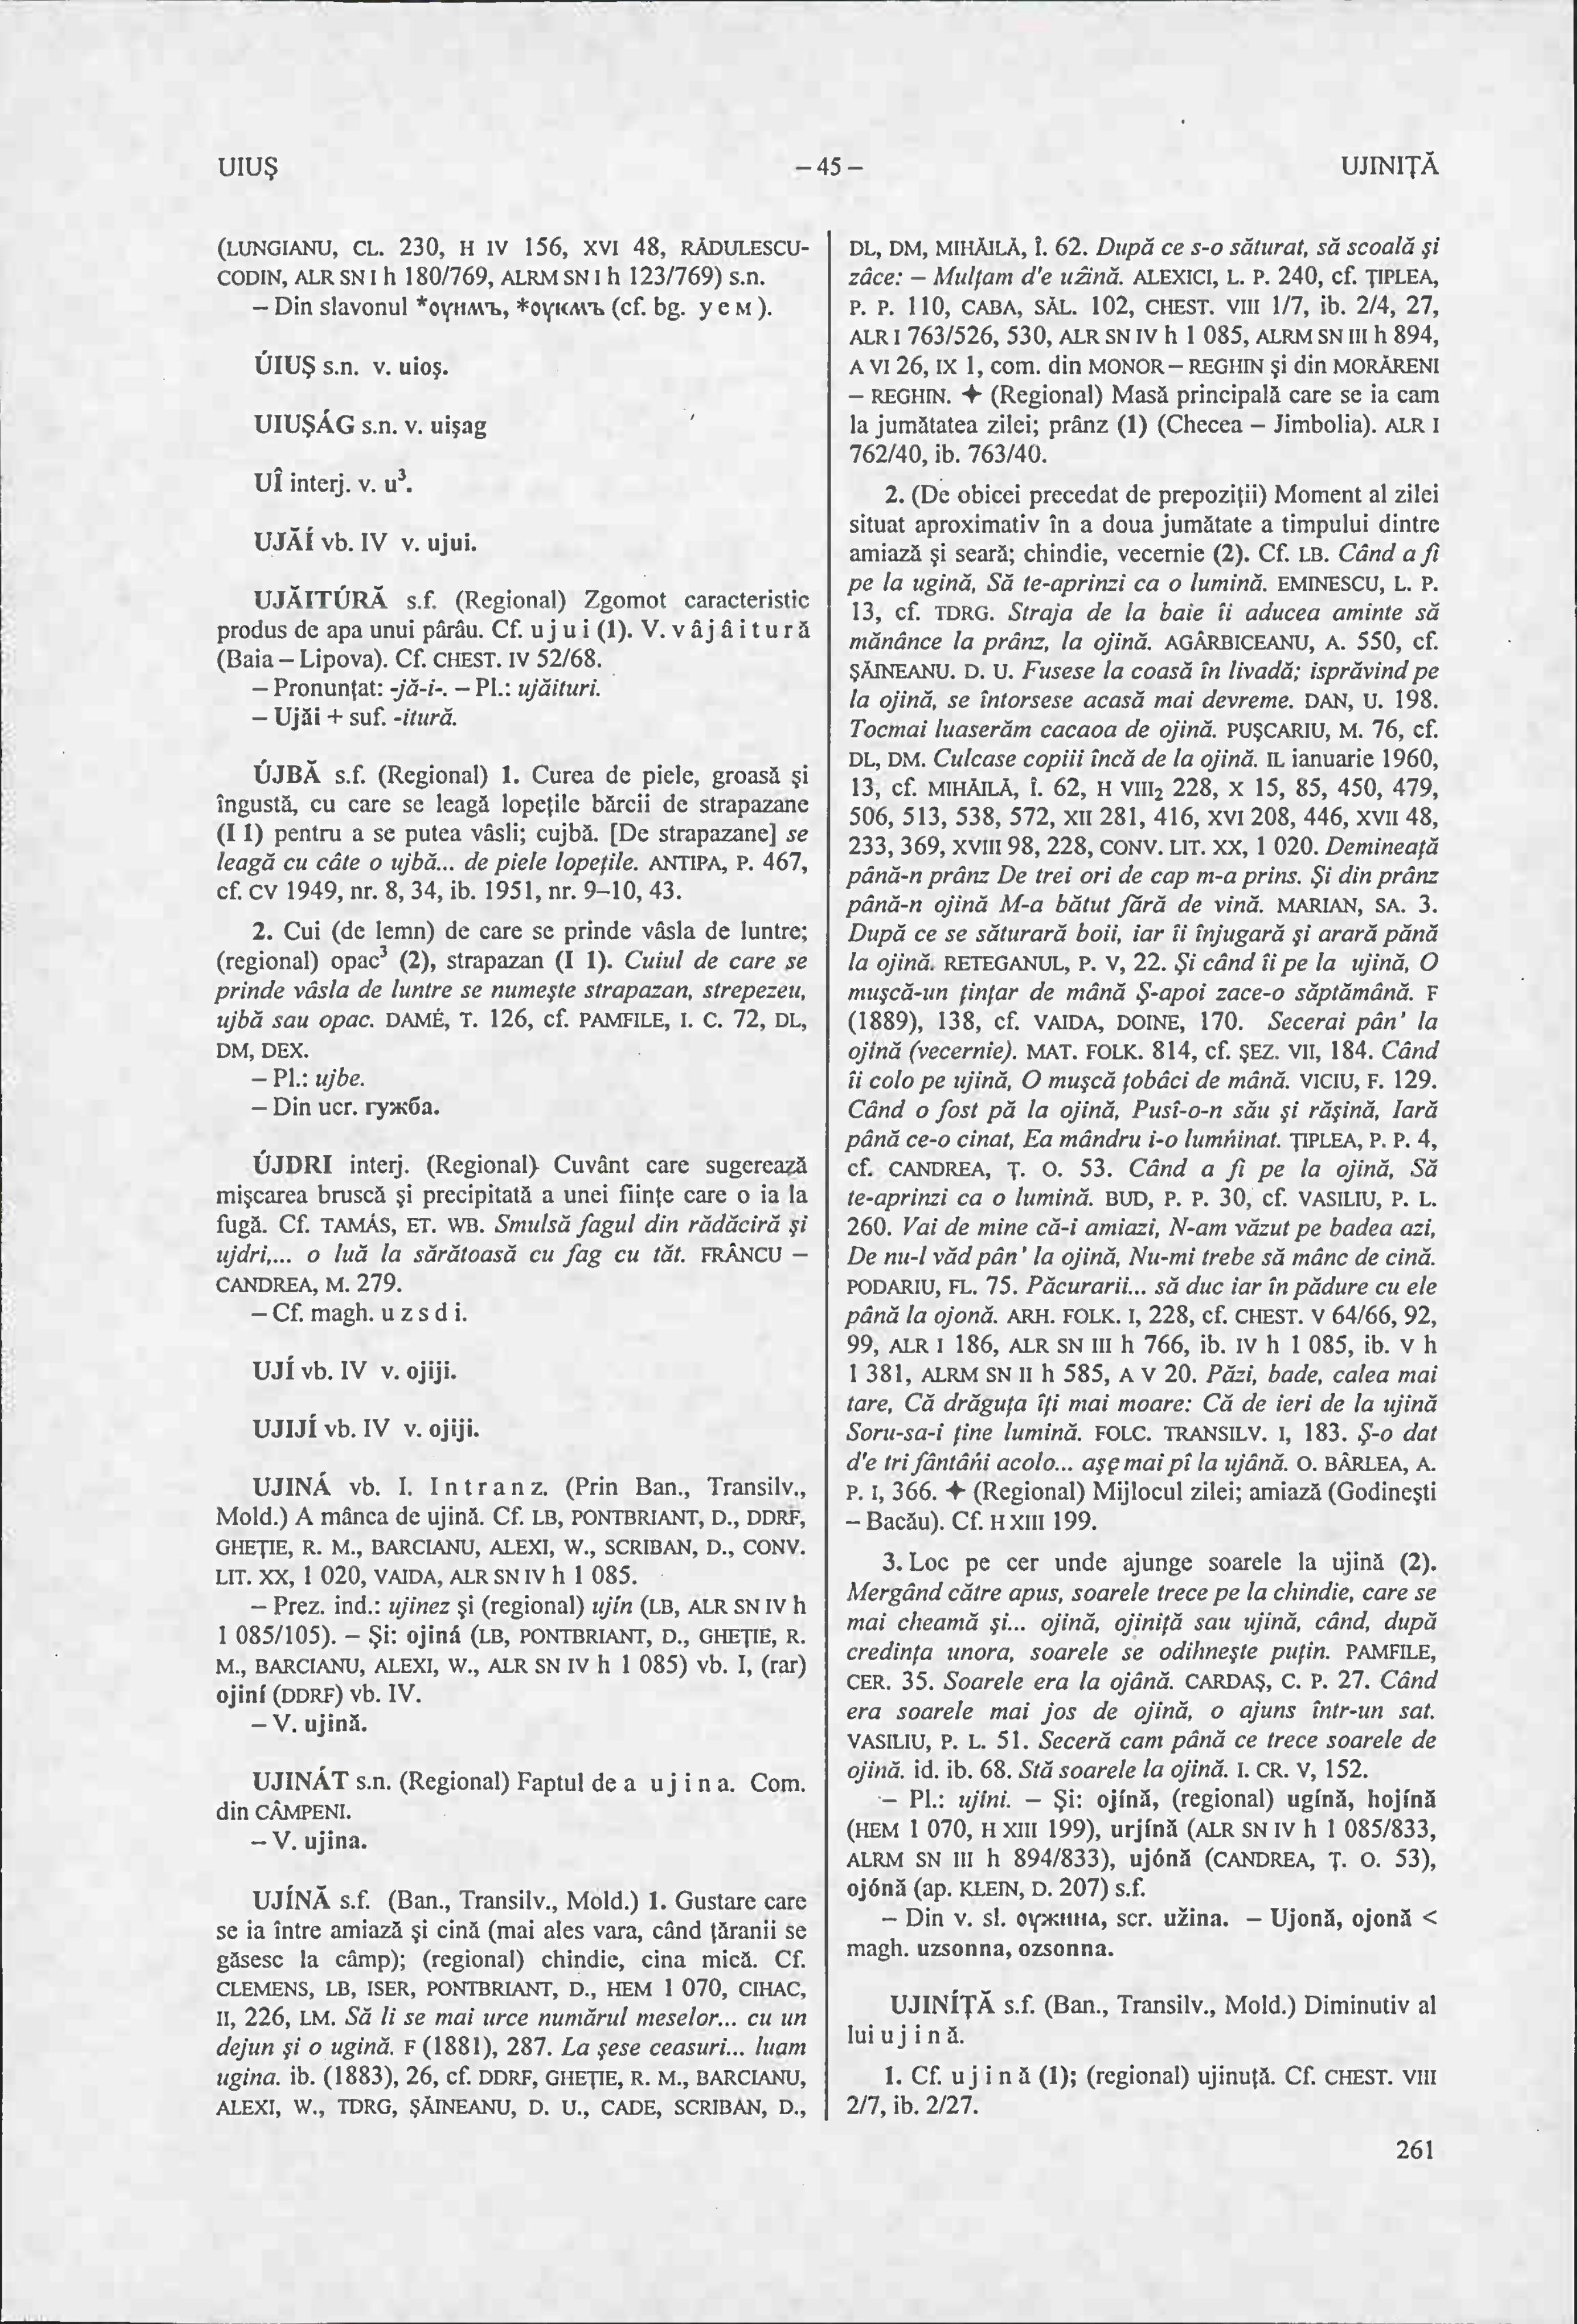 UIUŞ
– 45 –
UJINIŢĂ
(LUNGIANU, CL. 230, H IV 156, XVI 48, RĂDULESCU-
CODIN, ALR SN I h 180/769, ALRM SN I h 123/769) s.n.
– Din slavonul (cf. bg. у е м ).
ÚIUŞ s.n. v. uioş.
UIUŞÁG s.n. v. uişag
UÎ interj. v. u³.
UJĂÍ vb. IV v. ujui.
UJĂITÚRĂ s.f. (Regional) Zgomot caracteristic
produs de apa unui pârâu. Cf. u j u i (1). V. v â j â i t u r ă
(Baia – Lipova). Cf. CHEST. IV 52/68.
– Pronunţat: -jă-i-. – Pl.: ujăituri.
– Ujăi + suf. -itură.
ÚJBĂ s.f. (Regional) 1. Curea de piele, groasă şi
îngustă, cu care se leagă lopeţile bărcii de strapazane
(I 1) pentru a se putea vâsli; cujbă. [De strapazane] se
leagă cu câte o ujbă... de piele lopeţile. ANTIPA, P. 467,
cf. CV 1949, nr. 8, 34, ib. 1951, nr. 9–10, 43.
2. Cui (de lemn) de care se prinde vâsla de luntre;
(regional) opac³ (2), strapazan (I 1). Cuiul de care se
prinde vâsla de luntre se numeşte strapazan, strepezeu,
ujbă sau opac. DAMÉ, T. 126, cf. PAMFILE, I. C. 72, DL,
DM, DEX.
– Pl.: ujbe.
– Din ucr. гужба.
ÚJDRI interj. (Regional) Cuvânt care sugerează
mişcarea bruscă şi precipitată a unei fiinţe care o ia la
fugă. Cf. TAMÁS, ET. WB. Smulsă fagul din rădăciră şi
ujdri,... o luă la sărătoasă cu fag cu tăt. FRÂNCU –
CANDREA, M. 279.
– Cf. magh. u z s d i.
UJÍ vb. IV v. ojiji.
UJIJÍ vb. IV v. ojiji.
UJINÁ vb. I. I n t r a n z. (Prin Ban., Transilv.,
Mold.) A mânca de ujină. Cf. LB, PONTBRIANT, D., DDRF,
GHEŢIE, R. M., BARCIANU, ALEXI, W., SCRIBAN, D., CONV.
LIT. XX, 1 020, VAIDA, ALR SN IV h 1 085.
– Prez. ind.: ujinez şi (regional) ujín (LB, ALR SN IV h
1 085/105). – Şi: ojiná (LB, PONTBRIANT, D., GHEŢIE, R.
M., BARCIANU, ALEXI, W., ALR SN IV h 1 085) vb. I, (rar)
ojiní (DDRF) vb. IV.
– V. ujină.
UJINÁT s.n. (Regional) Faptul de a u j i n a. Com.
din CÂMPENI.
– V. ujina.
UJÍNĂ s.f. (Ban., Transilv., Mold.) 1. Gustare care
se ia între amiază şi cină (mai ales vara, când ţăranii se
găsesc la câmp); (regional) chindie, cina mică. Cf.
CLEMENS, LB, ISER, PONTBRIANT, D., HEM 1 070, CIHAC,
II, 226, LM. Să li se mai urce numărul meselor... cu un
dejun şi o ugină. F (1881), 287. La şese ceasuri... luam
ugina. ib. (1883), 26, cf. DDRF, GHEŢIE, R. M., BARCIANU,
ALEXI, W., TDRG, ŞĂINEANU, D. U., CADE, SCRIBAN, D.,
DL, DM, MIHĂILĂ, Î. 62. După ce s-o săturat, să scoală şi
zâce: – Mulţam d'e užină. ALEXICI, L. P. 240, cf. ŢIPLEA,
P. P. 110, CABA, SĂL. 102, CHEST. VIII 1/7, ib. 2/4, 27,
ALR I 763/526, 530, ALR SN IV h 1 085, ALRM SN III h 894,
A VI 26, IX 1, com. din MONOR – REGHIN şi din MORĂRENI
– REGHIN. ✦ (Regional) Masă principală care se ia cam
la jumătatea zilei; prânz (1) (Checea – Jimbolia). ALR I
762/40, ib. 763/40.
2. (De obicei precedat de prepoziţii) Moment al zilei
situat aproximativ în a doua jumătate a timpului dintre
amiază şi seară; chindie, vecernie (2). Cf. LB. Când a fi
pe la ugină, Să te-aprinzi ca o lumină. EMINESCU, L. P.
13, cf. TDRG. Straja de la baie îi aducea aminte să
mănânce la prânz, la ojină. AGÂRBICEANU, A. 550, cf.
ŞĂINEANU. D. U. Fusese la coasă în livadă; isprăvind pe
la ojină, se întorsese acasă mai devreme. DAN, U. 198.
Tocmai luaserăm cacaoa de ojină. PUŞCARIU, M. 76, cf.
DL, DM. Culcase copiii încă de la ojină. IL ianuarie 1960,
13, cf. MIHĂILĂ, Î. 62, H VIII₂ 228, X 15, 85, 450, 479,
506, 513, 538, 572, XII 281, 416, XVI 208, 446, XVII 48,
233, 369, XVIII 98, 228, CONV. LIT. XX, 1 020. Demineaţă
până-n prânz De trei ori de cap m-a prins. Şi din prânz
până-n ojină M-a bătut fără de vină. MARIAN, SA. 3.
După ce se săturară boii, iar îi înjugară şi arară pănă
la ojină. RETEGANUL, P. V, 22. Şi când îi pe la ujină, O
muşcă-un ţinţar de mână Ş-apoi zace-o săptămână. F
(1889), 138, cf. VAIDA, DOINE, 170. Secerai pân' la
ojină (vecernie). MAT. FOLK. 814, cf. ŞEZ. VII, 184. Când
îi colo pe ujină, O muşcă ţobâci de mână. VICIU, F. 129.
Când o fost pă la ojină, Pusî-o-n său şi răşină, Iară
până ce-o cinat, Ea mândru i-o lumńinat. ŢIPLEA, P. P. 4,
cf. CANDREA, Ţ. O. 53. Când a fi pe la ojină, Să
te-aprinzi ca o lumină. BUD, P. P. 30, cf. VASILIU, P. L.
260. Vai de mine că-i amiazi, N-am văzut pe badea azi,
De nu-l văd pân' la ojină, Nu-mi trebe să mânc de cină.
PODARIU, FL. 75. Păcurarii... să duc iar în pădure cu ele
până la ojonă. ARH. FOLK. I, 228, cf. CHEST. V 64/66, 92,
99, ALR I 186, ALR SN III h 766, ib. IV h 1 085, ib. V h
1 381, ALRM SN II h 585, A V 20. Păzi, bade, calea mai
tare, Că drăguţa îţi mai moare: Că de ieri de la ujină
Soru-sa-i ţine lumină. FOLC. TRANSILV. I, 183. Ş-o dat
d'e tri fântâńi acolo... aşę mai pî la ujână. O. BÂRLEA, A.
P. I, 366. ✦ (Regional) Mijlocul zilei; amiază (Godineşti
– Bacău). Cf. H XIII 199.
3. Loc pe cer unde ajunge soarele la ujină (2).
Mergând către apus, soarele trece pe la chindie, care se
mai cheamă şi... ojină, ojiniţă sau ujină, când, după
credinţa unora, soarele se odihneşte puţin. PAMFILE,
CER. 35. Soarele era la ojână. CARDAŞ, C. P. 27. Când
era soarele mai jos de ojină, o ajuns într-un sat.
VASILIU, P. L. 51. Seceră cam până ce trece soarele de
ojină. id. ib. 68. Stă soarele la ojină. I. CR. V, 152.
– Pl.: ujini. – Şi: ojínă, (regional) ugínă, hojínă
(HEM 1 070, H XIII 199), urjínă (ALR SN IV h 1 085/833,
ALRM SN III h 894/833), ujónă (CANDREA, Ţ. O. 53),
ojónă (ap. KLEIN, D. 207) s.f.
– Din v. sl. оужина, scr. užina. – Ujonă, ojonă <
magh. uzsonna, ozsonna.
UJINÍŢĂ s.f. (Ban., Transilv., Mold.) Diminutiv al
lui u j i n ă.
1. Cf. u j i n ă (1); (regional) ujinuţă. Cf. CHEST. VIII
2/7, ib. 2/27.
261